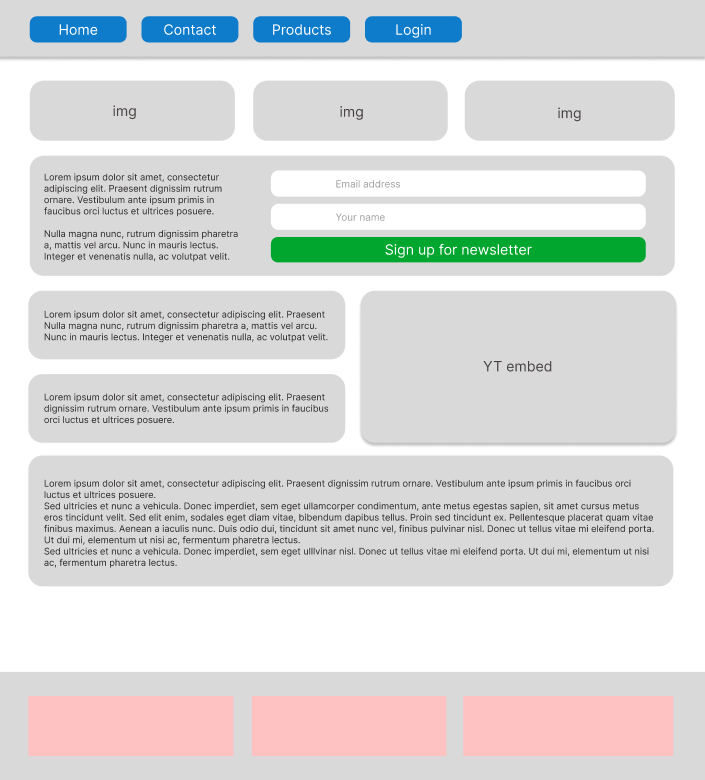 Home
Contact
Products
Login
img
img
img
Lorem ipsum dolor sit amet, consectetur
adipiscing elit. Praesent dignissim rutrum
ornare. Vestibulum ante ipsum primis in
faucibus orci luctus et ultrices posuere.
Nulla magna nunc, rutrum dignissim pharetra
a, mattis vel arcu. Nunc in mauris lectus.
Integer et venenatis nulla, ac volutpat velit.
Email address
Your name
Sign up for newsletter
Lorem ipsum dolor sit amet, consectetur adipiscing elit. Praesent
Nulla magna nunc, rutrum dignissim pharetra a, mattis vel arcu.
Nunc in mauris lectus. Integer et venenatis nulla, ac volutpat velit.
Lorem ipsum dolor sit amet, consectetur adipiscing elit. Praesent
dignissim rutrum ornare. Vestibulum ante ipsum primis in faucibus
orci luctus et ultrices posuere.
YT embed
Lorem ipsum dolor sit amet, consectetur adipiscing elit. Praesent dignissim rutrum ornare. Vestibulum ante ipsum primis in faucibus orci
luctus et ultrices posuere.
Sed ultricies et nunc a vehicula. Donec imperdiet, sem eget ullamcorper condimentum, ante metus egestas sapien, sit amet cursus metus
eros tincidunt velit. Sed elit enim, sodales eget diam vitae, bibendum dapibus tellus. Proin sed tincidunt ex. Pellentesque placerat quam vitae
finibus maximus. Aenean a iaculis nunc. Duis odio dui, tincidunt sit amet nunc vel, finibus pulvinar nisl. Donec ut tellus vitae mi eleifend porta.
Ut dui mi, elementum ut nisi ac, fermentum pharetra lectus.
Sed ultricies et nunc a vehicula. Donec imperdiet, sem eget ulllvinar nisl. Donec ut tellus vitae mi eleifend porta. Ut dui mi, elementum ut nisi
ac, fermentum pharetra lectus.